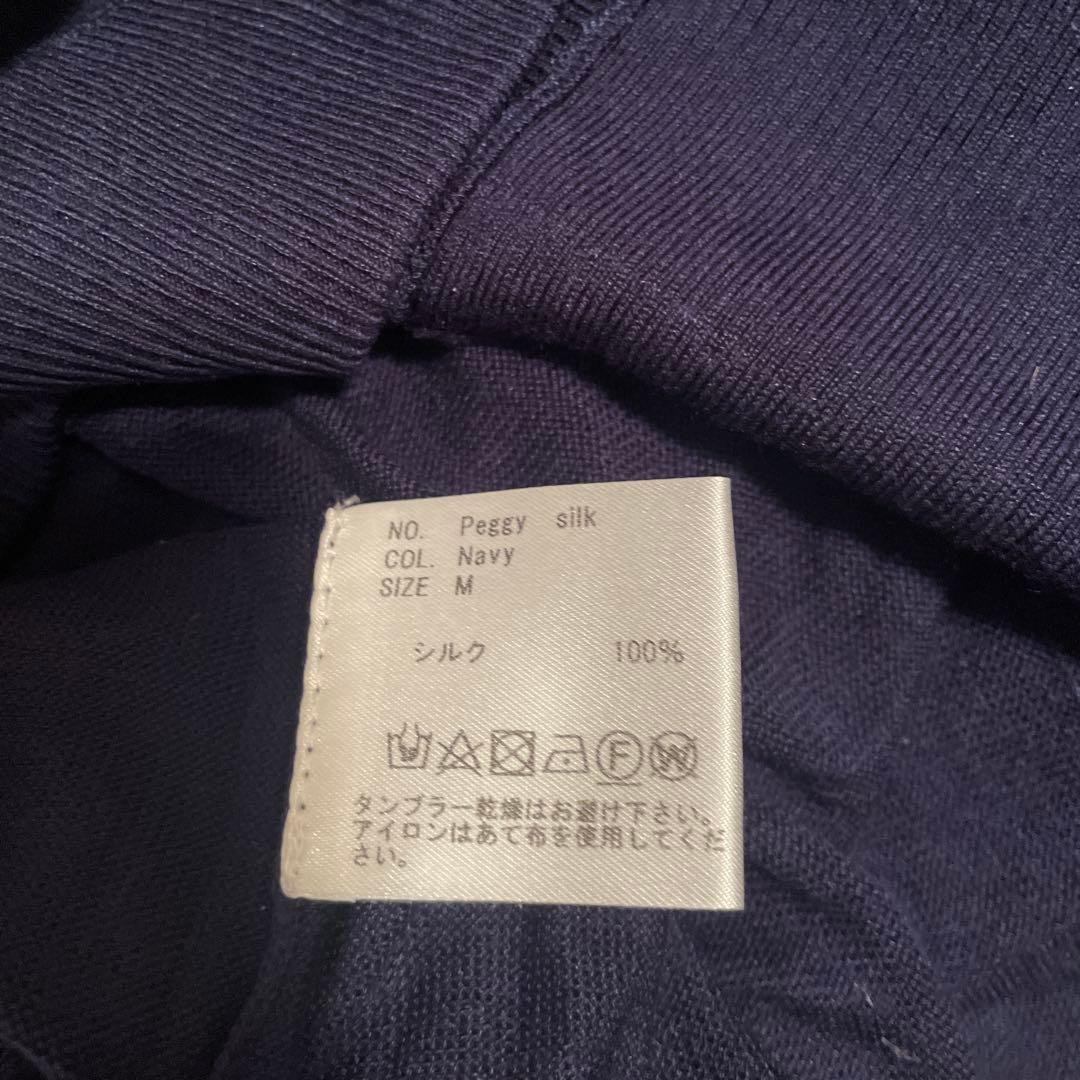 NO. Peggy silk
COL. Navy
SIZE M
シルク 100%
F W
タンブラー乾燥はお避け下さい。
アイロンはあて布を使用してくだ
さい。